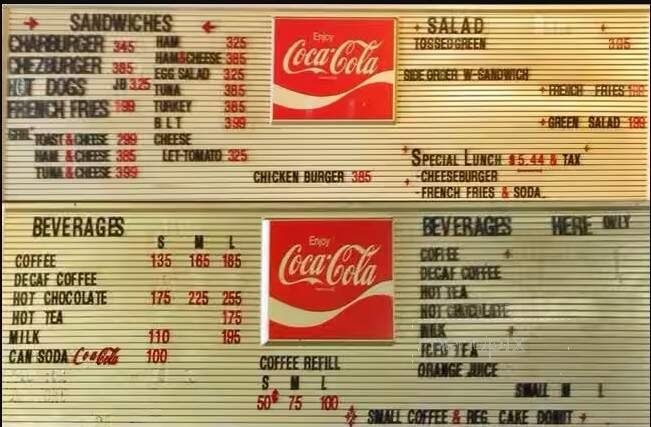 SANDWICHES
CHARBURGER 345
CHEZBURGER 385
HOT DOGS JB 325
FRENCH FRIES 199
GRIL TOAST & CHEESE 299
HAM & CHEESE 385
TUNA & CHEESE 399
HAM 325
HAM & CHEESE 385
EGG SALAD 325
TUNA 385
TURKEY 385
B L T 399
CHEESE
LET-TOMATO 325
CHICKEN BURGER 385
Enjoy
Coca-Cola
SALAD
TOSSED GREEN 395
SIDE ORDER W-SANDWICH
FRENCH FRIES 199
GREEN SALAD 199
SPECIAL LUNCH $5.44 & TAX
-CHEESEBURGER
-FRENCH FRIES & SODA
BEVERAGES
S M L
COFFEE 135 165 185
DECAF COFFEE
HOT CHOCOLATE 175 225 255
HOT TEA 175
MILK 110 195
CAN SODA Coca-Cola 100
Enjoy
Coca-Cola
COFFEE REFILL
S M L
50¢ 75 100
BEVERAGES HERE ONLY
COFFEE
DECAF COFFEE
HOT TEA
HOT CHOCOLATE
MILK
ICED TEA
ORANGE JUICE
SMALL M L
SMALL COFFEE & REG. CAKE DONUT